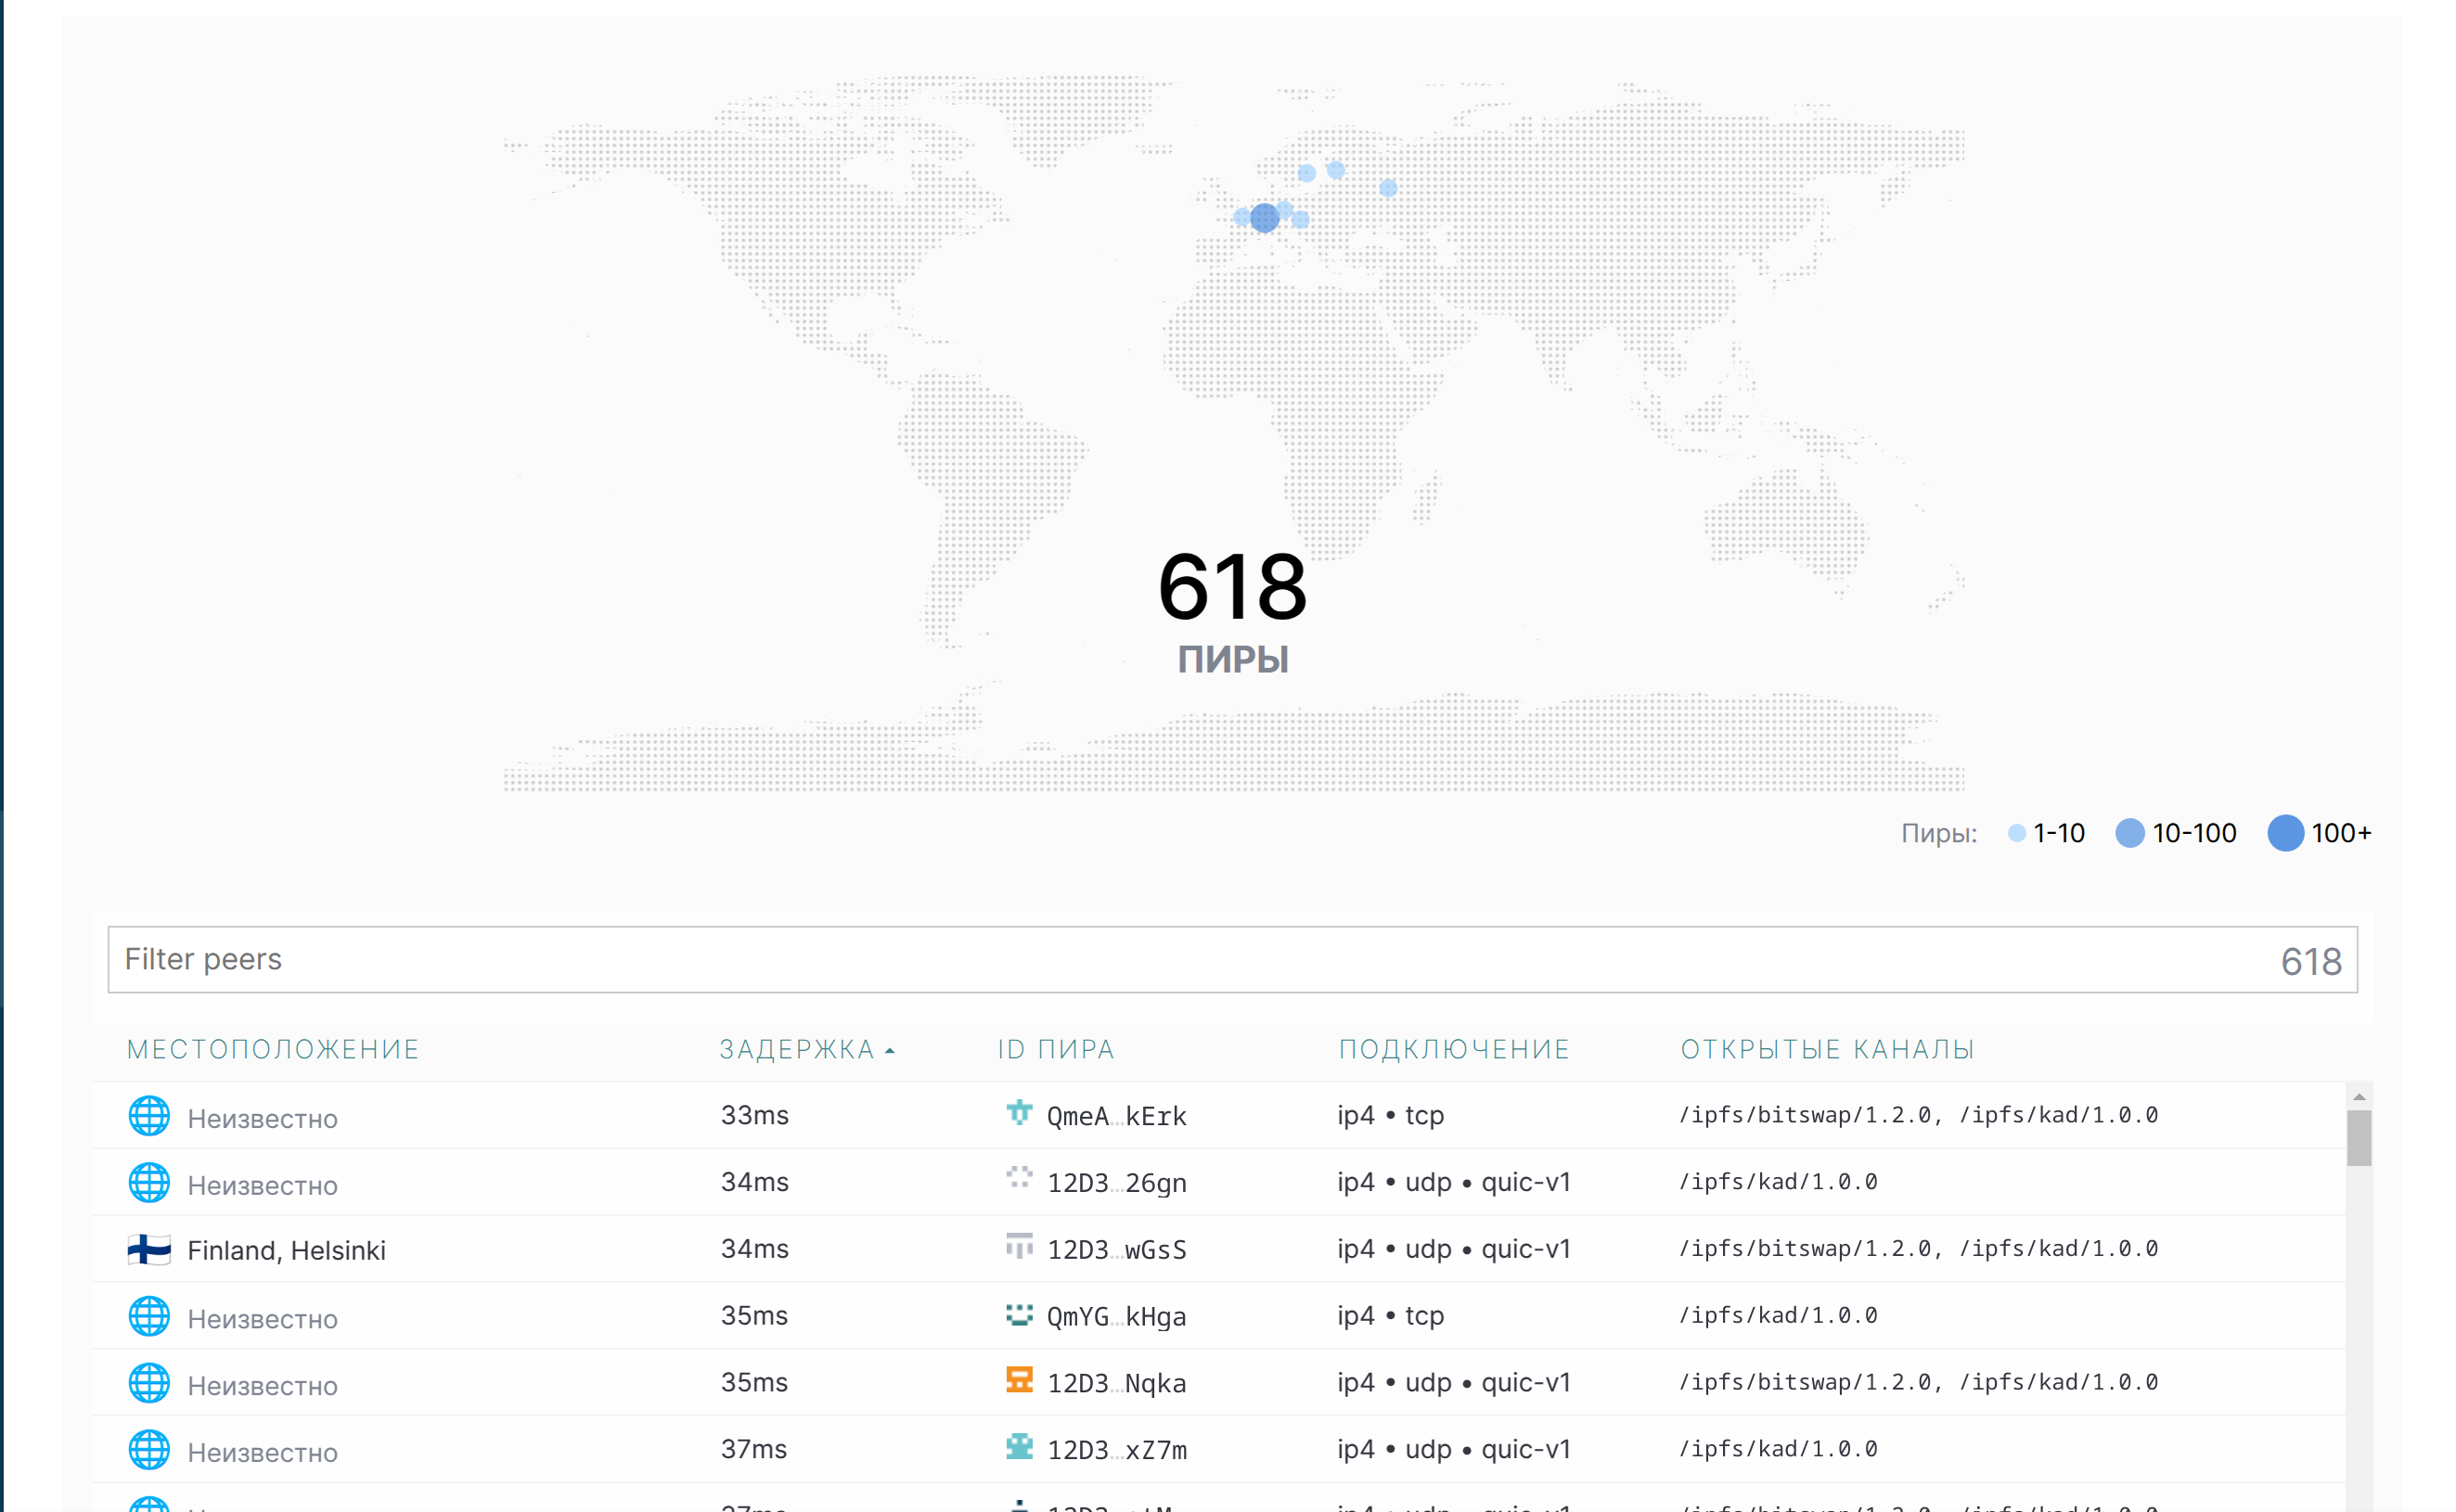 618
ПИРЫ
Пиры: 1-10 10-100 100+
Filter peers 618
МЕСТОПОЛОЖЕНИЕ ЗАДЕРЖКА ID ПИРА ПОДКЛЮЧЕНИЕ ОТКРЫТЫЕ КАНАЛЫ
Неизвестно 33ms QmeA…kErk ip4 • tcp /ipfs/bitswap/1.2.0, /ipfs/kad/1.0.0
Неизвестно 34ms 12D3…26gn ip4 • udp • quic-v1 /ipfs/kad/1.0.0
Finland, Helsinki 34ms 12D3…wGsS ip4 • udp • quic-v1 /ipfs/bitswap/1.2.0, /ipfs/kad/1.0.0
Неизвестно 35ms QmYG…kHga ip4 • tcp /ipfs/kad/1.0.0
Неизвестно 35ms 12D3…Nqka ip4 • udp • quic-v1 /ipfs/bitswap/1.2.0, /ipfs/kad/1.0.0
Неизвестно 37ms 12D3…xZ7m ip4 • udp • quic-v1 /ipfs/kad/1.0.0